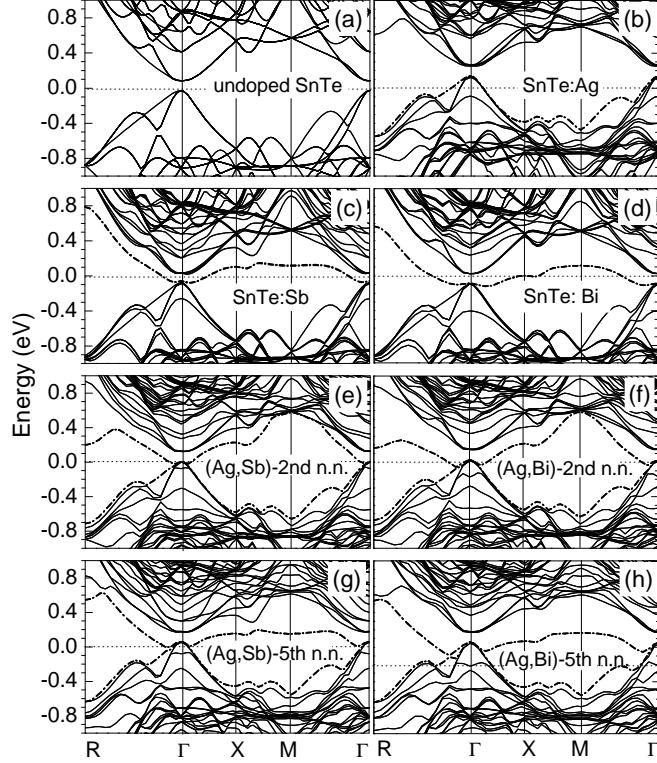 (a) (b)
0.8
0.4
0.0
-0.4
-0.8
undoped SnTe SnTe:Ag
(c) (d)
0.8
0.4
0.0
-0.4
-0.8
SnTe:Sb SnTe: Bi
Energy (eV)
(e) (f)
0.8
0.4
0.0
-0.4
-0.8
(Ag,Sb)-2nd n.n. (Ag,Bi)-2nd n.n.
(g) (h)
0.8
0.4
0.0
-0.4
-0.8
(Ag,Sb)-5th n.n. (Ag,Bi)-5th n.n.
R Γ X M R Γ X M Γ